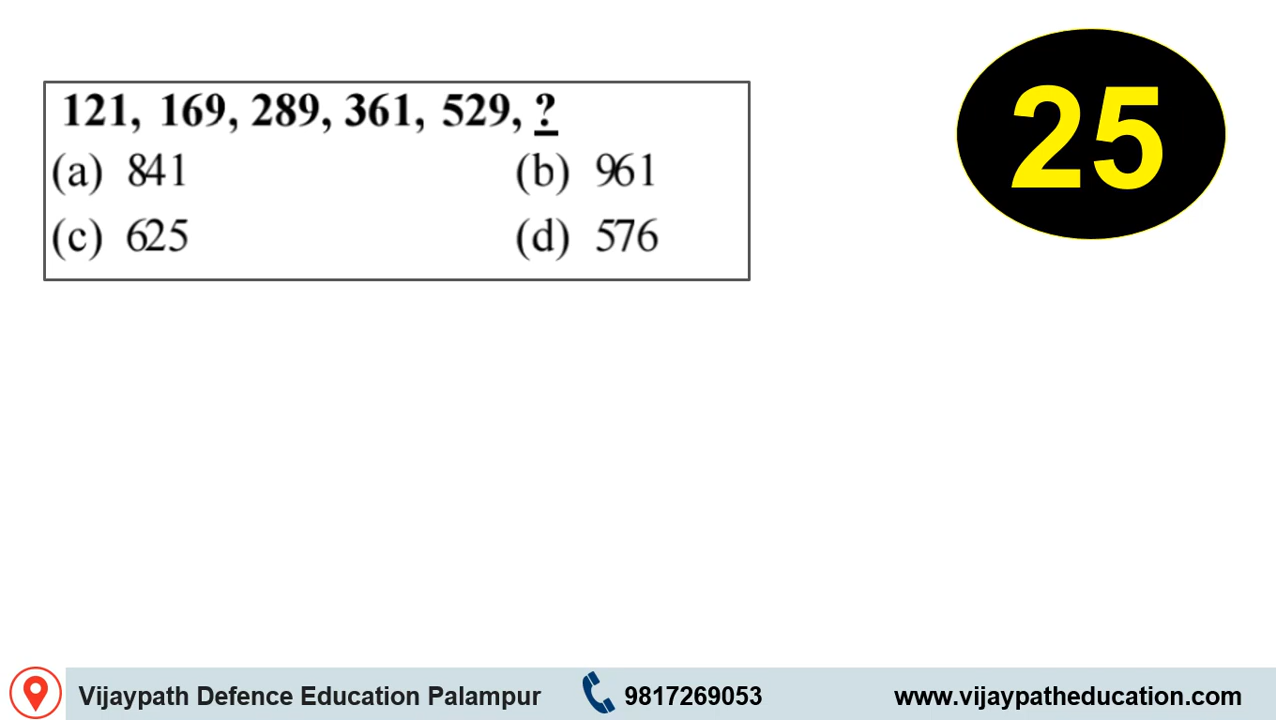 121, 169, 289, 361, 529, ?
(a) 841 (b) 961
(c) 625 (d) 576
25
Vijaypath Defence Education Palampur 9817269053 www.vijaypatheducation.com